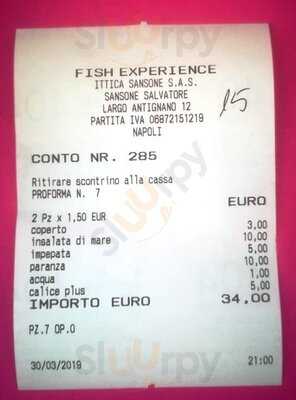 FISH EXPERIENCE
ITTICA SANSONE S.A.S.
SANSONE SALVATORE
LARGO ANTIGNANO 12
PARTITA IVA 06872151219
NAPOLI
15
CONTO NR. 285
Ritirare scontrino alla cassa
PROFORMA N. 7
EURO
2 Pz x 1,50 EUR
coperto 3,00
insalata di mare 10,00
impepata 5,00
paranza 10,00
acqua 1,00
calice plus 5,00
IMPORTO EURO 34,00
PZ.7 OP.0
30/03/2019 21:00
Sluurpy
Sluurpy
Sluurpy